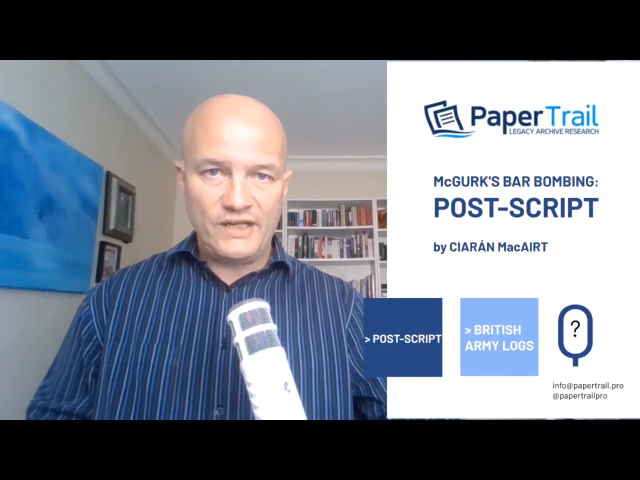 PaperTrail
LEGACY ARCHIVE RESEARCH
McGURK'S BAR BOMBING:
POST-SCRIPT
by CIARÁN MacAIRT
> POST-SCRIPT
> BRITISH
ARMY LOGS
?
info@papertrail.pro
@papertrailpro